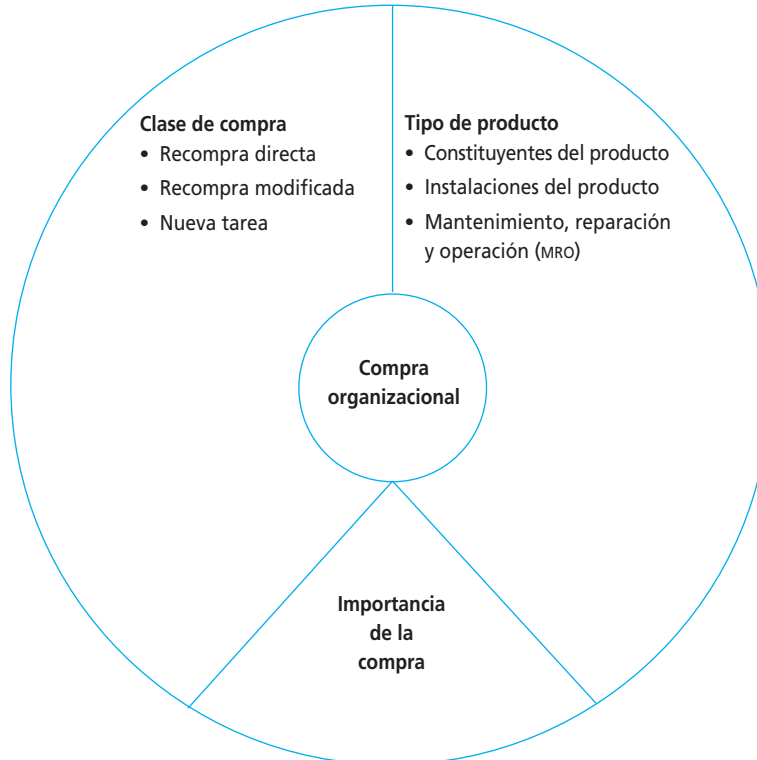 Clase de compra
• Recompra directa
• Recompra modificada
• Nueva tarea
Tipo de producto
• Constituyentes del producto
• Instalaciones del producto
• Mantenimiento, reparación
y operación (MRO)
Compra
organizacional
Importancia
de la
compra